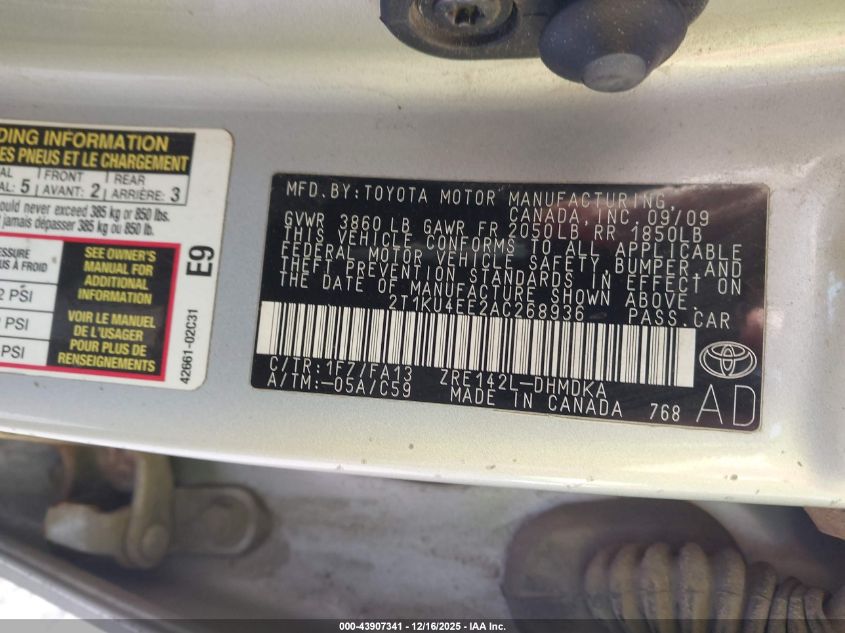 DING INFORMATION
ES PNEUS ET LE CHARGEMENT
AL 5 FRONT REAR
AL: AVANT: 2 ARRIÈRE: 3
ould never exceed 385 kg or 850 lbs.
jamais dépasser 385 kg ou 850 lb.
ESSURE
US À FROID
2 PSI
PSI
PSI
SEE OWNER'S
MANUAL FOR
ADDITIONAL
INFORMATION
VOIR LE MANUEL
DE L'USAGER
POUR PLUS DE
RENSEIGNEMENTS
E9
42661-02C31
MFD. BY: TOYOTA MOTOR MANUFACTURING,
CANADA, INC. 09/09
GVWR 3860 LB GAWR FR 2050LB RR 1850LB
THIS VEHICLE CONFORMS TO ALL APPLICABLE
FEDERAL MOTOR VEHICLE SAFETY, BUMPER, AND
THEFT PREVENTION STANDARDS IN EFFECT ON
THE DATE OF MANUFACTURE SHOWN ABOVE.
2T1KU4EE2AC268936 PASS. CAR
C/TR: 1F7/FA13 ZRE142L-DHMDKA
A/TM: -05A/C59 MADE IN CANADA 768
AD
000-43907341 - 12/16/2025 - IAA Inc.